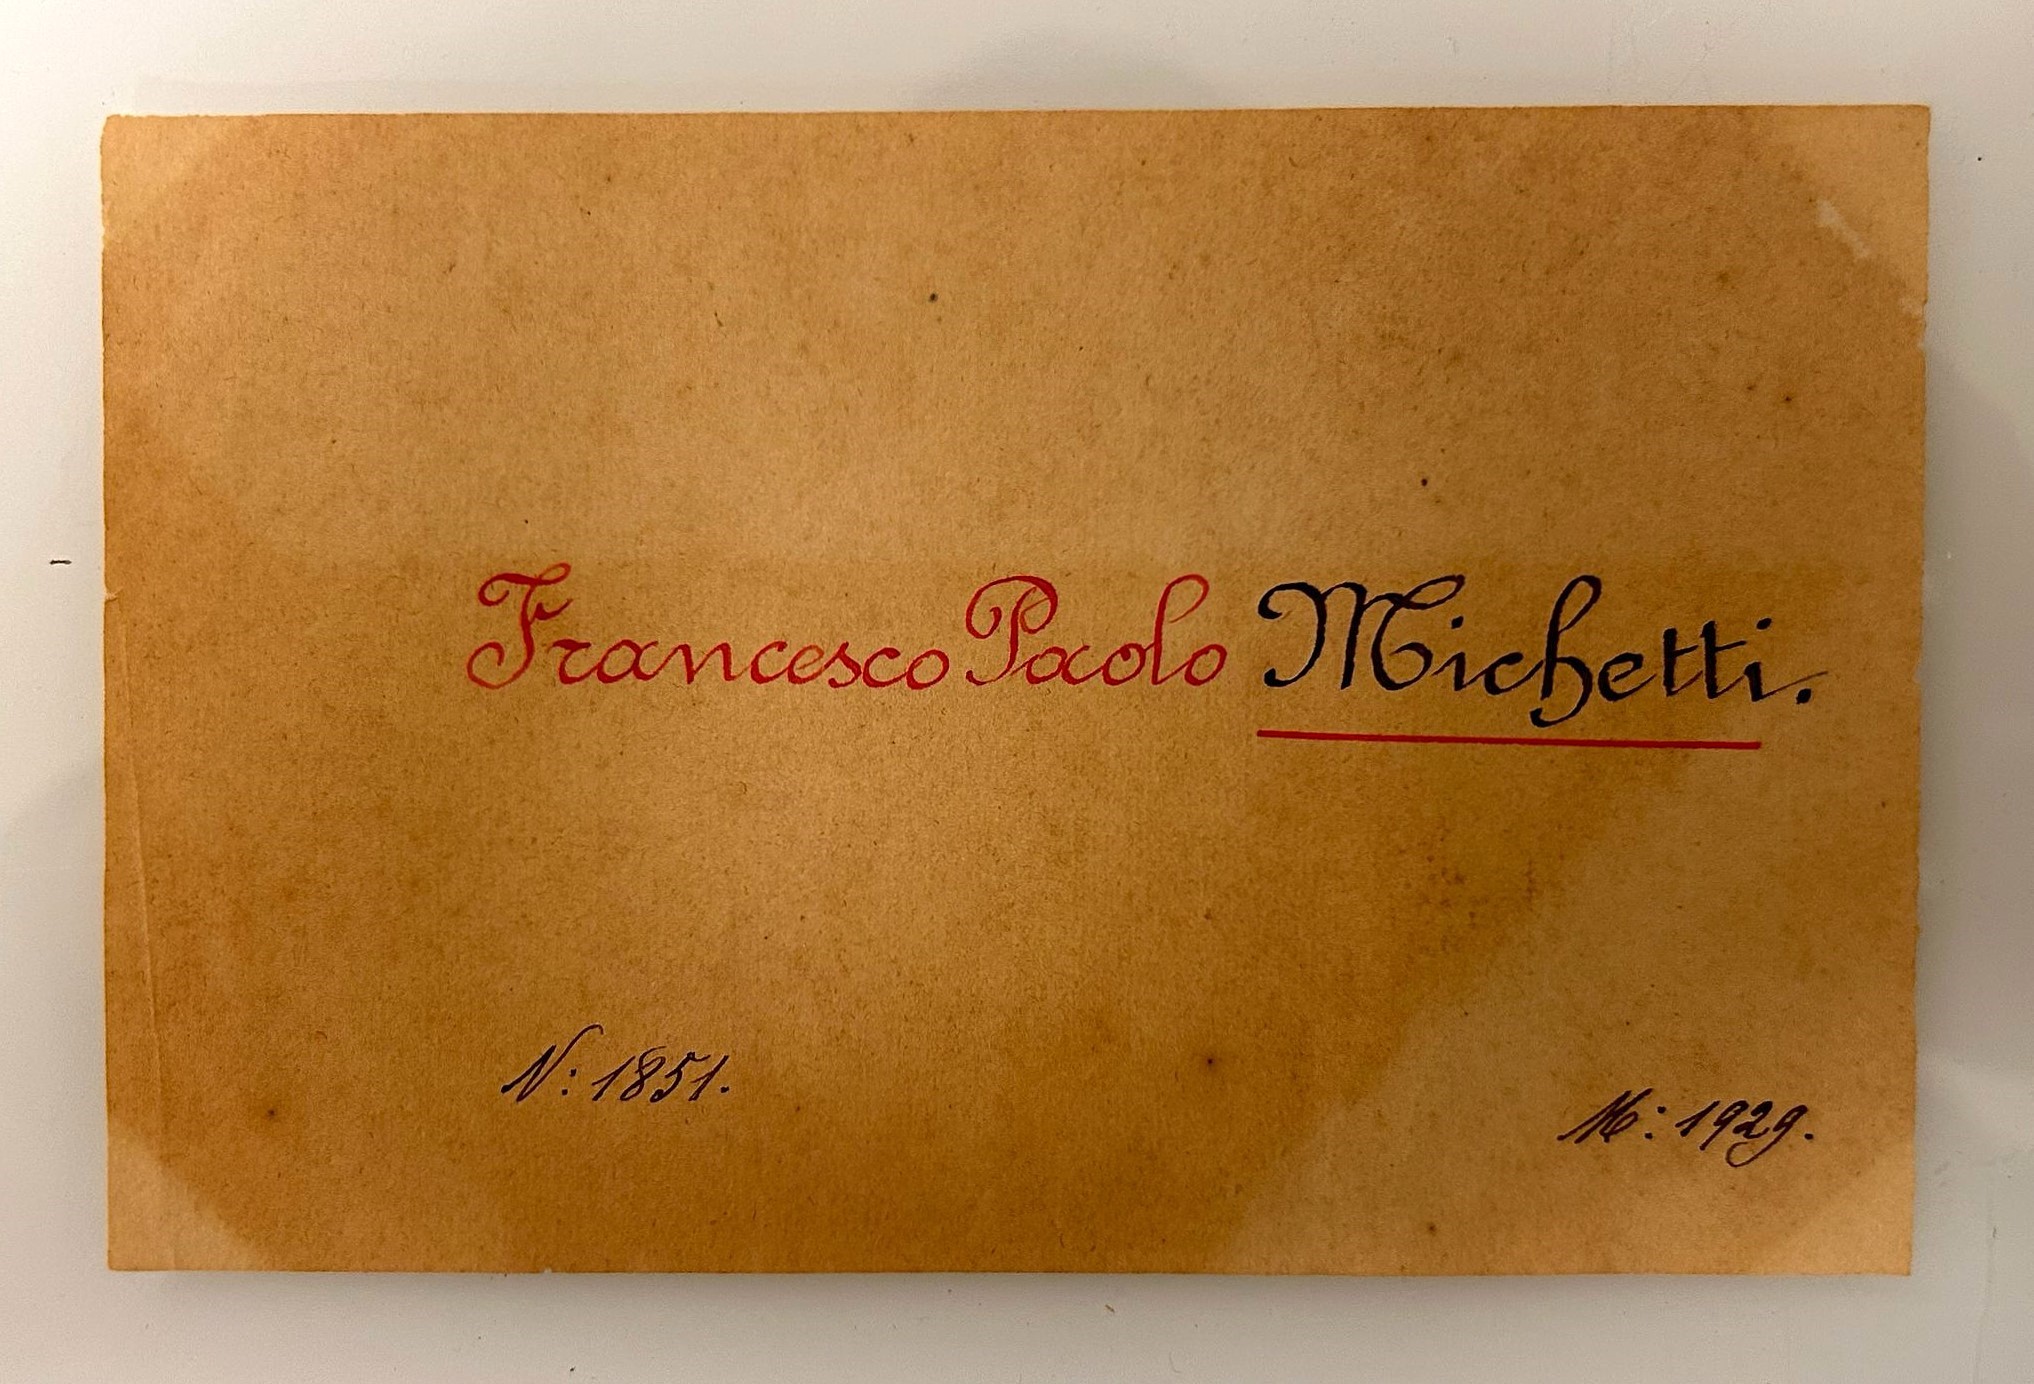 Francesco Paolo Michetti.
N: 1851.
M: 1929.